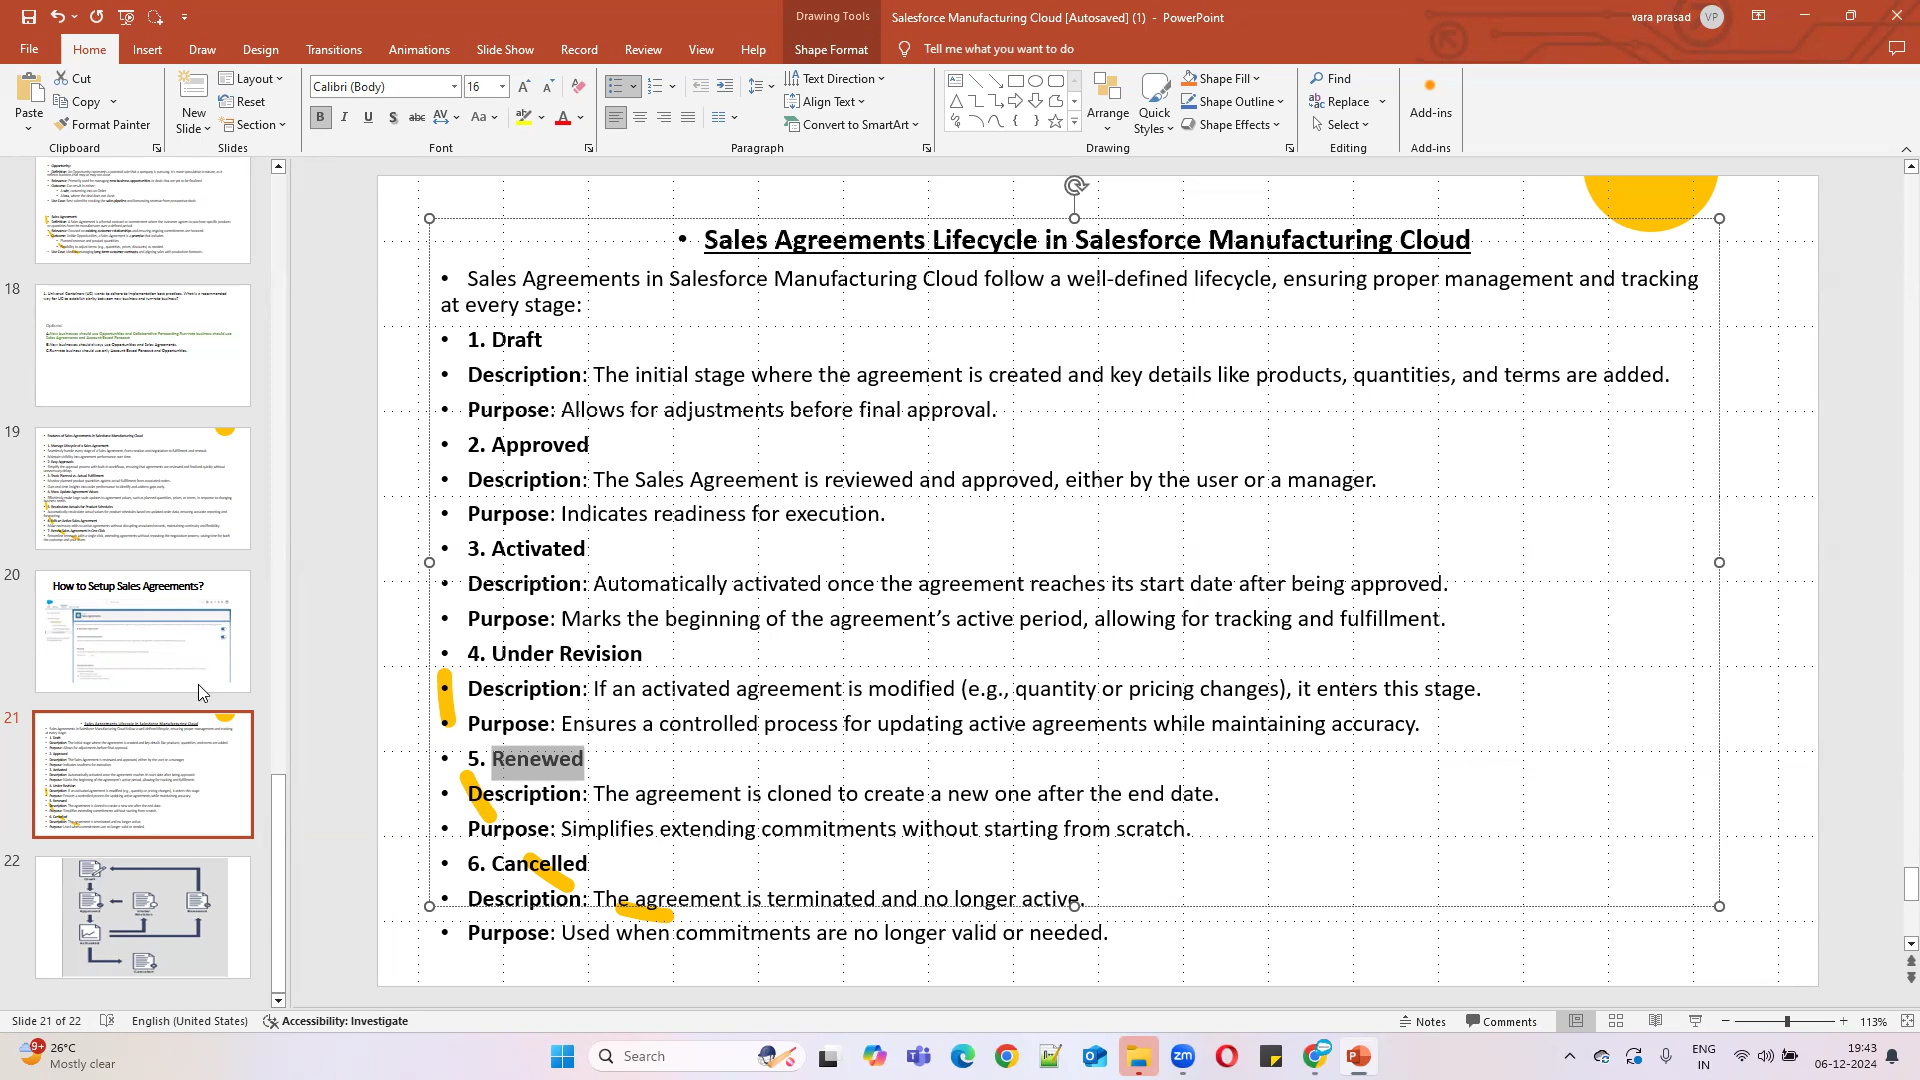 Drawing Tools
Salesforce Manufacturing Cloud [Autosaved] (1) - PowerPoint
vara prasad
VP
File
Home
Insert
Draw
Design
Transitions
Animations
Slide Show
Record
Review
View
Help
Shape Format
Tell me what you want to do
Paste
Cut
Copy
Format Painter
Clipboard
New Slide
Layout
Reset
Section
Slides
Calibri (Body)
16
Font
Text Direction
Align Text
Convert to SmartArt
Paragraph
Arrange
Quick Styles
Shape Fill
Shape Outline
Shape Effects
Drawing
Find
Replace
Select
Editing
Add-ins
Add-ins
18
19
20
How to Setup Sales Agreements?
21
22
• Sales Agreements Lifecycle in Salesforce Manufacturing Cloud
• Sales Agreements in Salesforce Manufacturing Cloud follow a well-defined lifecycle, ensuring proper management and tracking
at every stage:
• 1. Draft
• Description: The initial stage where the agreement is created and key details like products, quantities, and terms are added.
• Purpose: Allows for adjustments before final approval.
• 2. Approved
• Description: The Sales Agreement is reviewed and approved, either by the user or a manager.
• Purpose: Indicates readiness for execution.
• 3. Activated
• Description: Automatically activated once the agreement reaches its start date after being approved.
• Purpose: Marks the beginning of the agreement’s active period, allowing for tracking and fulfillment.
• 4. Under Revision
• Description: If an activated agreement is modified (e.g., quantity or pricing changes), it enters this stage.
• Purpose: Ensures a controlled process for updating active agreements while maintaining accuracy.
• 5. Renewed
• Description: The agreement is cloned to create a new one after the end date.
• Purpose: Simplifies extending commitments without starting from scratch.
• 6. Cancelled
• Description: The agreement is terminated and no longer active.
• Purpose: Used when commitments are no longer valid or needed.
Slide 21 of 22
English (United States)
Accessibility: Investigate
Notes
Comments
113%
9+
26°C
Mostly clear
Search
ENG
IN
19:43
06-12-2024